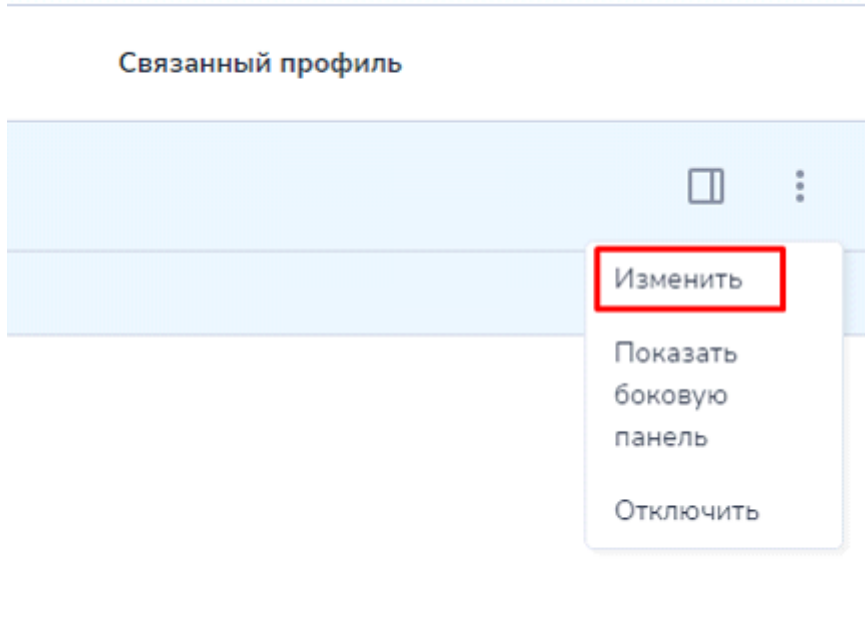 Связанный профиль
Изменить
Показать
боковую
панель
Отключить